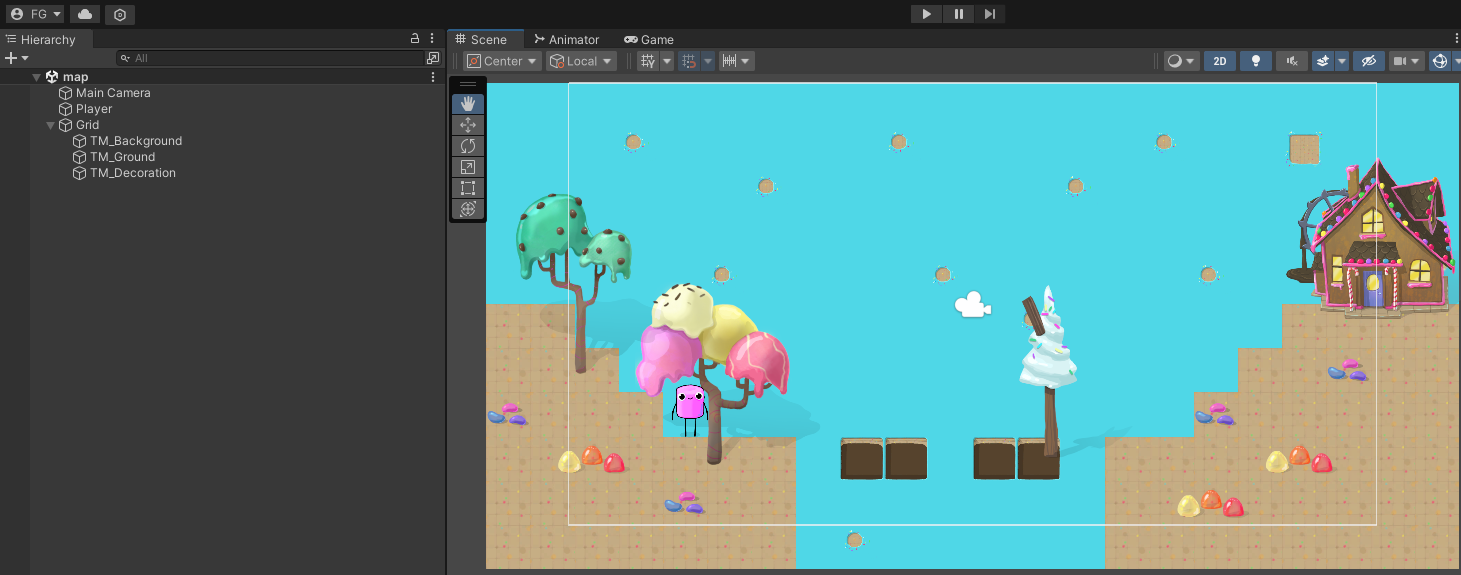 FG
Hierarchy
All
map
Main Camera
Player
Grid
TM_Background
TM_Ground
TM_Decoration
Scene
Animator
Game
Center
Local
2D